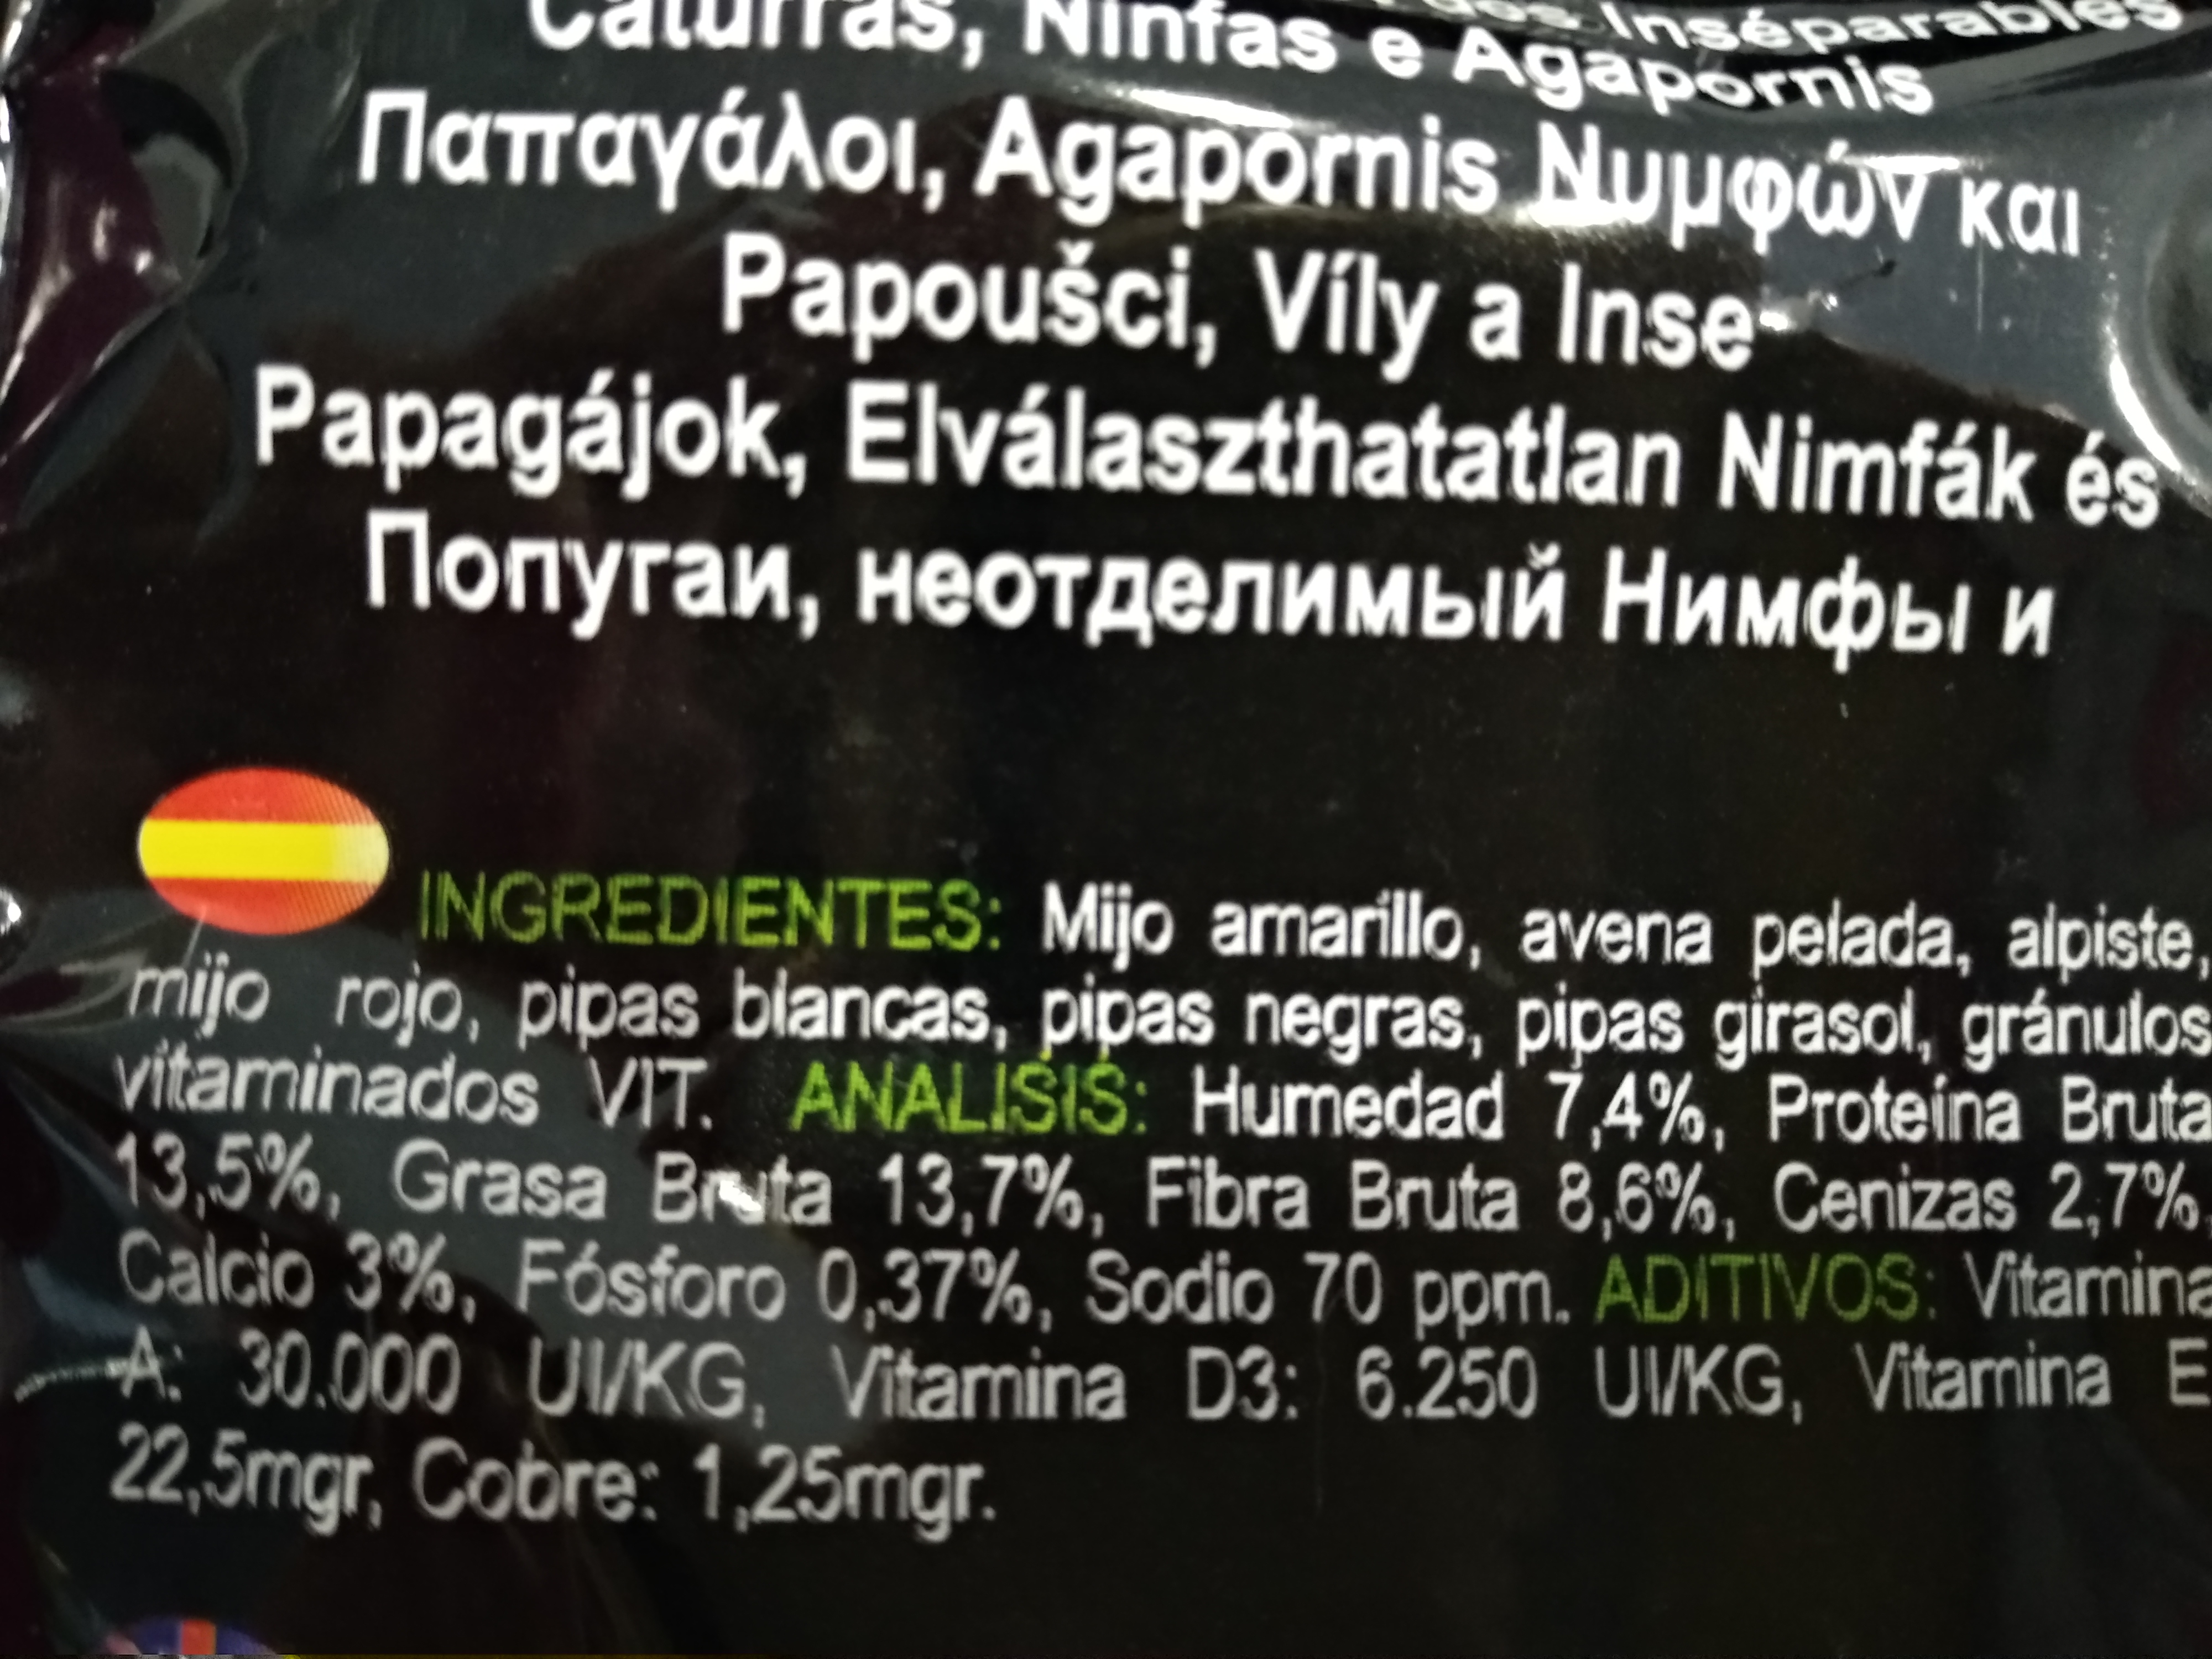 des Inséparables
Caturras, Ninfas e Agapornis
Παπαγάλοι, Agapornis Νυμφών και
Papoušci, Víly a Inse-
Papagájok, Elválaszthatatlan Nimfák és
Попугаи, неотделимый Нимфы и
INGREDIENTES: Mijo amarillo, avena pelada, alpiste,
mijo rojo, pipas blancas, pipas negras, pipas girasol, gránulos
vitaminados VIT. ANALISIS: Humedad 7,4%, Proteína Bruta
13,5%, Grasa Bruta 13,7%, Fibra Bruta 8,6%, Cenizas 2,7%,
Calcio 3%, Fósforo 0,37%, Sodio 70 ppm. ADITIVOS: Vitamina
A: 30.000 UI/KG, Vitamina D3: 6.250 UI/KG, Vitamina E
22,5mgr, Cobre: 1,25mgr.